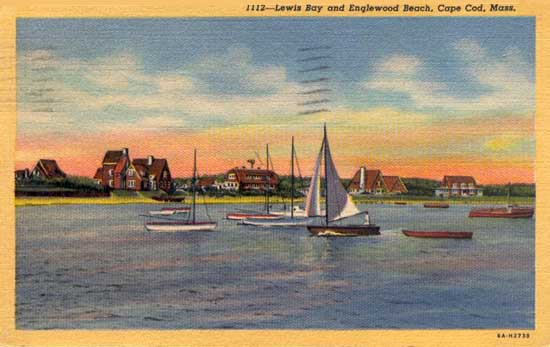 1112—Lewis Bay and Englewood Beach, Cape Cod, Mass.
6A-H2738